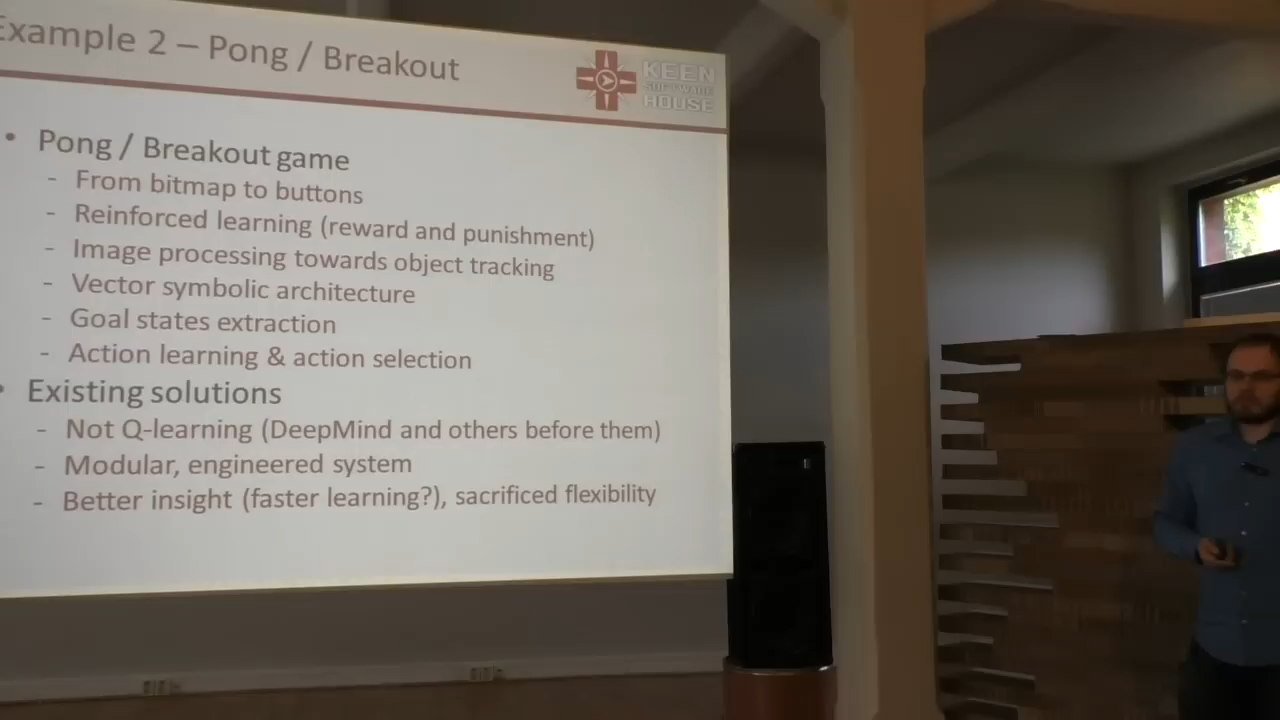 Example 2 – Pong / Breakout
KEEN
SOFTWARE
HOUSE
• Pong / Breakout game
- From bitmap to buttons
- Reinforced learning (reward and punishment)
- Image processing towards object tracking
- Vector symbolic architecture
- Goal states extraction
- Action learning & action selection
• Existing solutions
- Not Q-learning (DeepMind and others before them)
- Modular, engineered system
- Better insight (faster learning?), sacrificed flexibility